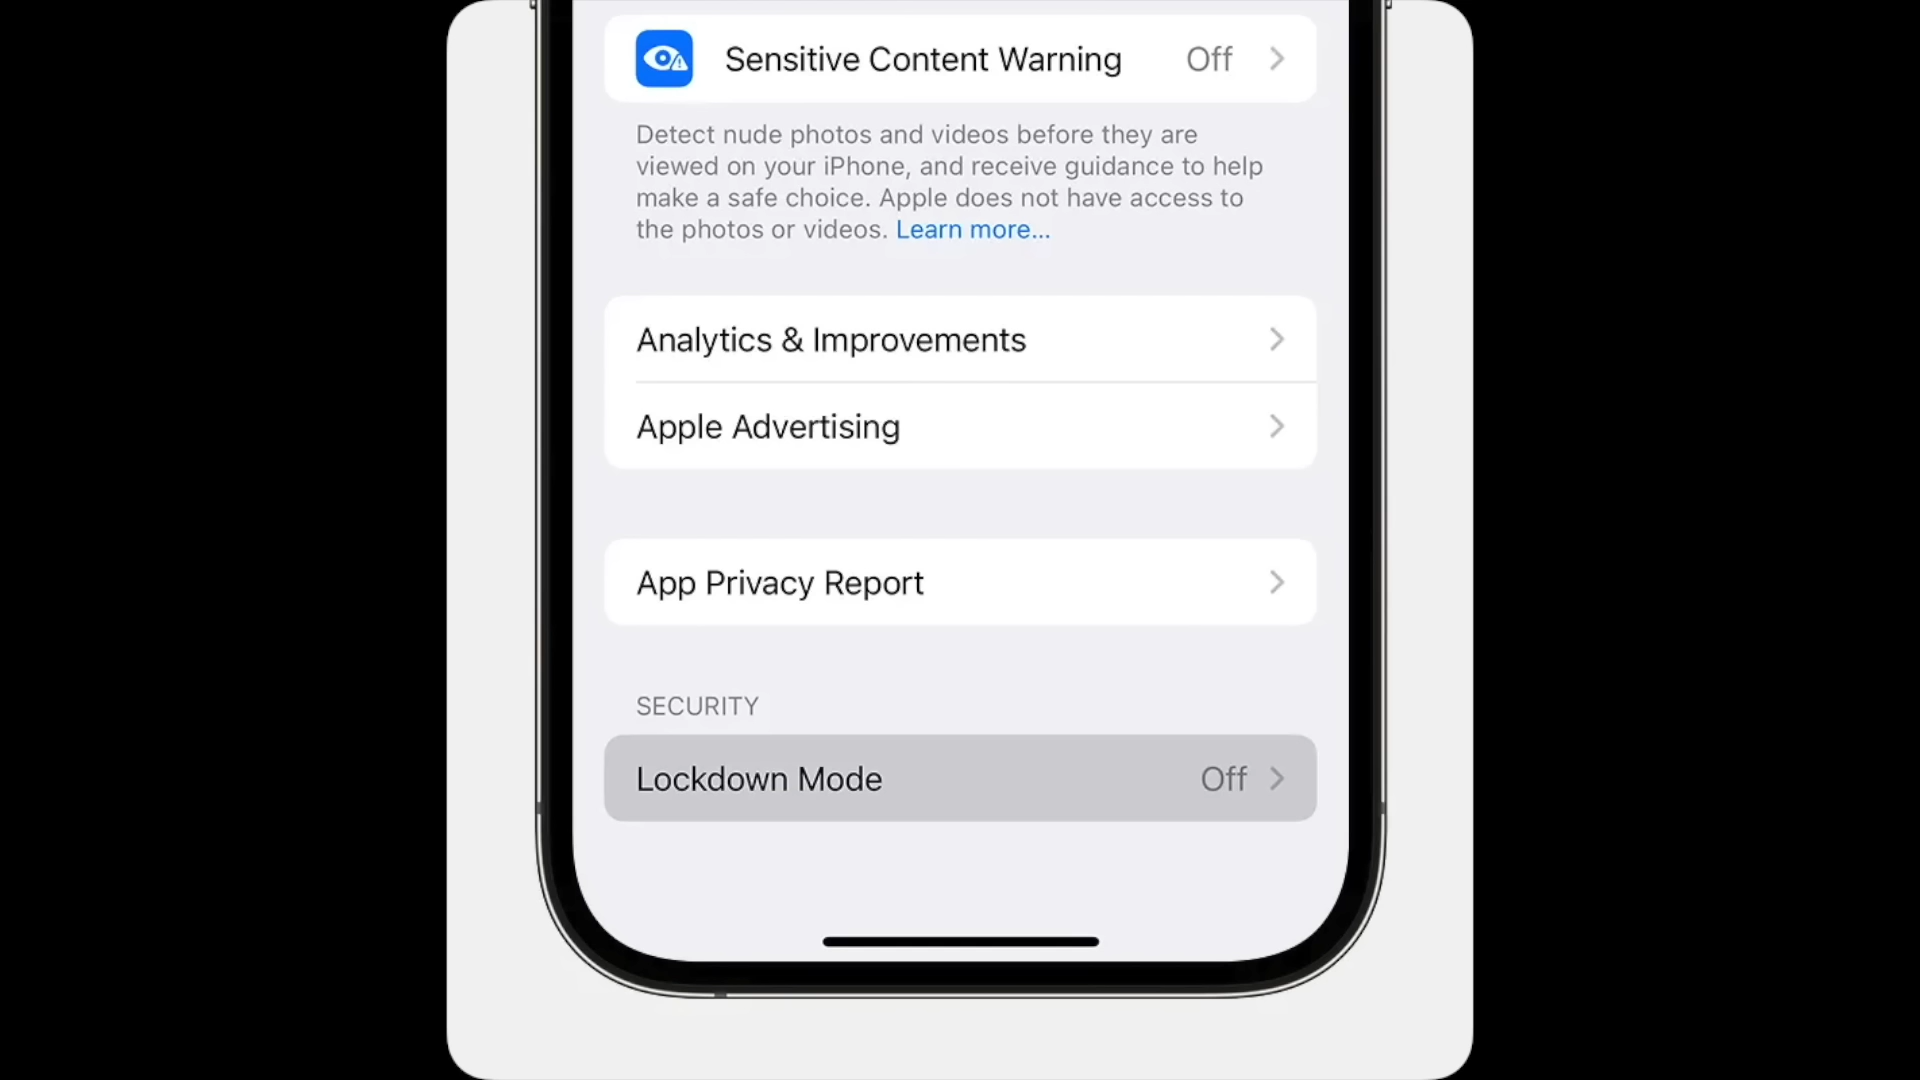 Sensitive Content Warning Off
Detect nude photos and videos before they are
viewed on your iPhone, and receive guidance to help
make a safe choice. Apple does not have access to
the photos or videos. Learn more...
Analytics & Improvements
Apple Advertising
App Privacy Report
SECURITY
Lockdown Mode Off